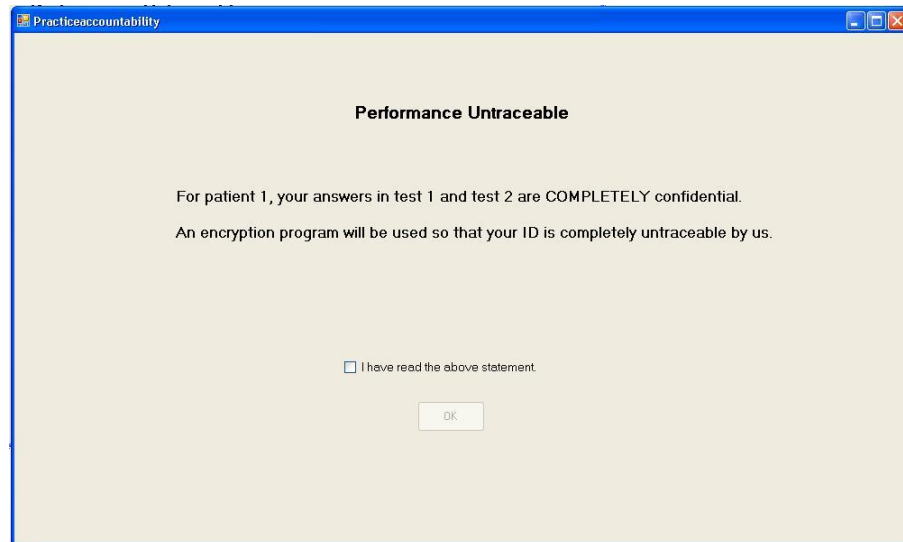 Practiceaccountability
Performance Untraceable
For patient 1, your answers in test 1 and test 2 are COMPLETELY confidential.
An encryption program will be used so that your ID is completely untraceable by us.
I have read the above statement.
OK